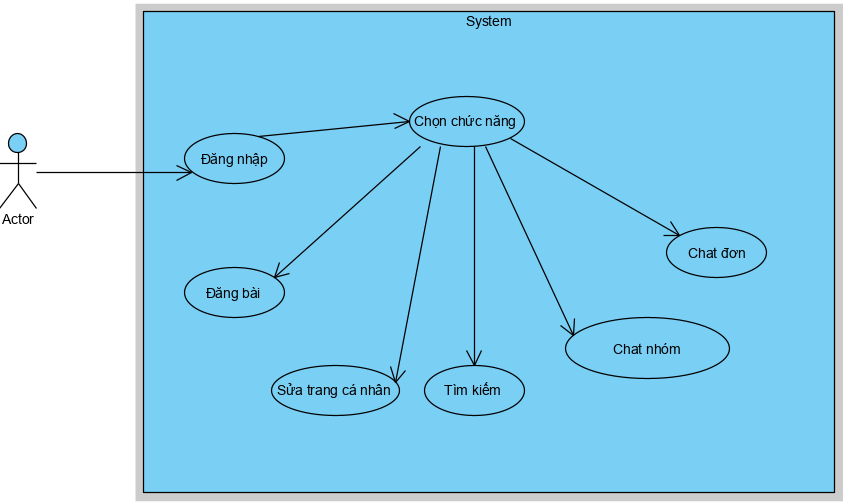 System
Chọn chức năng
Đăng nhập
Actor
Chat đơn
Đăng bài
Chat nhóm
Sửa trang cá nhân
Tìm kiếm